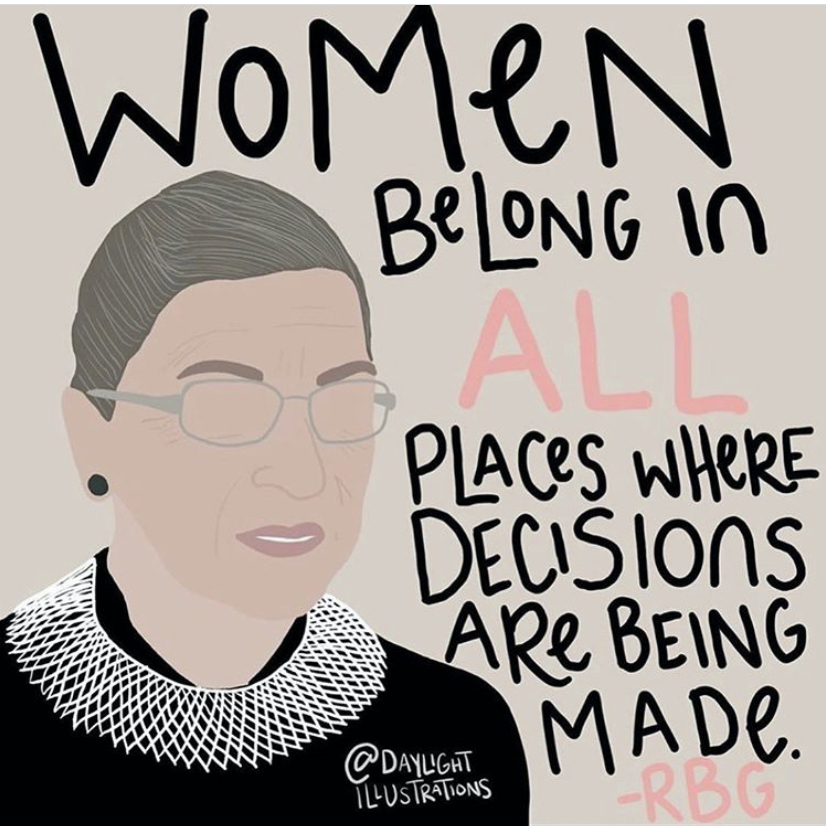 WOMeN
BeLONG In
ALL
PLACes WHeRE
DECISIOnS
ARe BEING
MADe.
-RBG
@DAYLIGHT
ILLUSTRATIONS